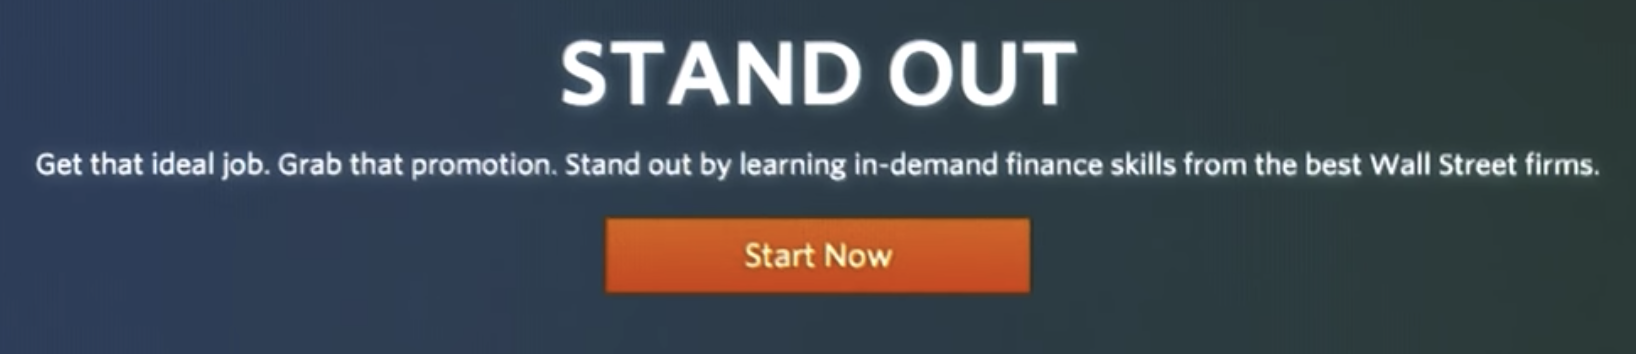 STAND OUT
Get that ideal job. Grab that promotion. Stand out by learning in-demand finance skills from the best Wall Street firms.
Start Now